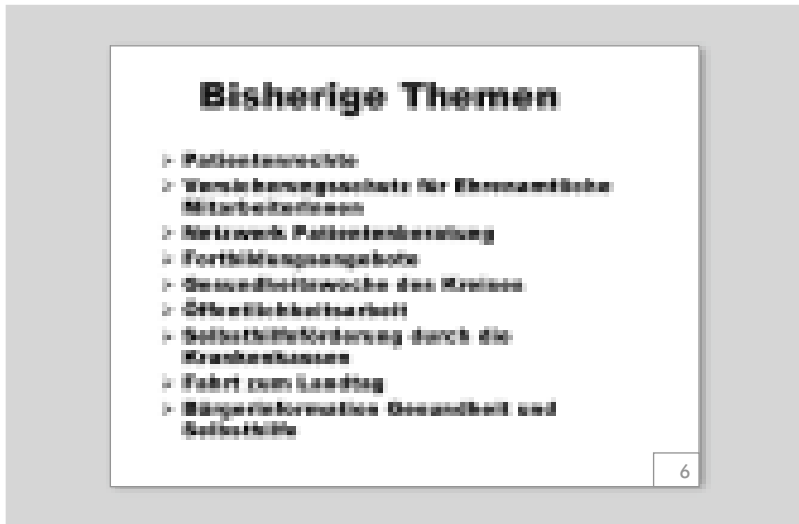 Bisherige Themen
> Patientenrechte
> Versicherungsschutz für Ehrenamtliche
MitarbeiterInnen
> Netzwerk Patientenberatung
> Fortbildungsangebote
> Gesundheitswoche des Kreises
> Öffentlichkeitsarbeit
> Selbsthilfeförderung durch die
Krankenkassen
> Fahrt zum Landtag
> Bürgerinformation Gesundheit und
Selbsthilfe
6